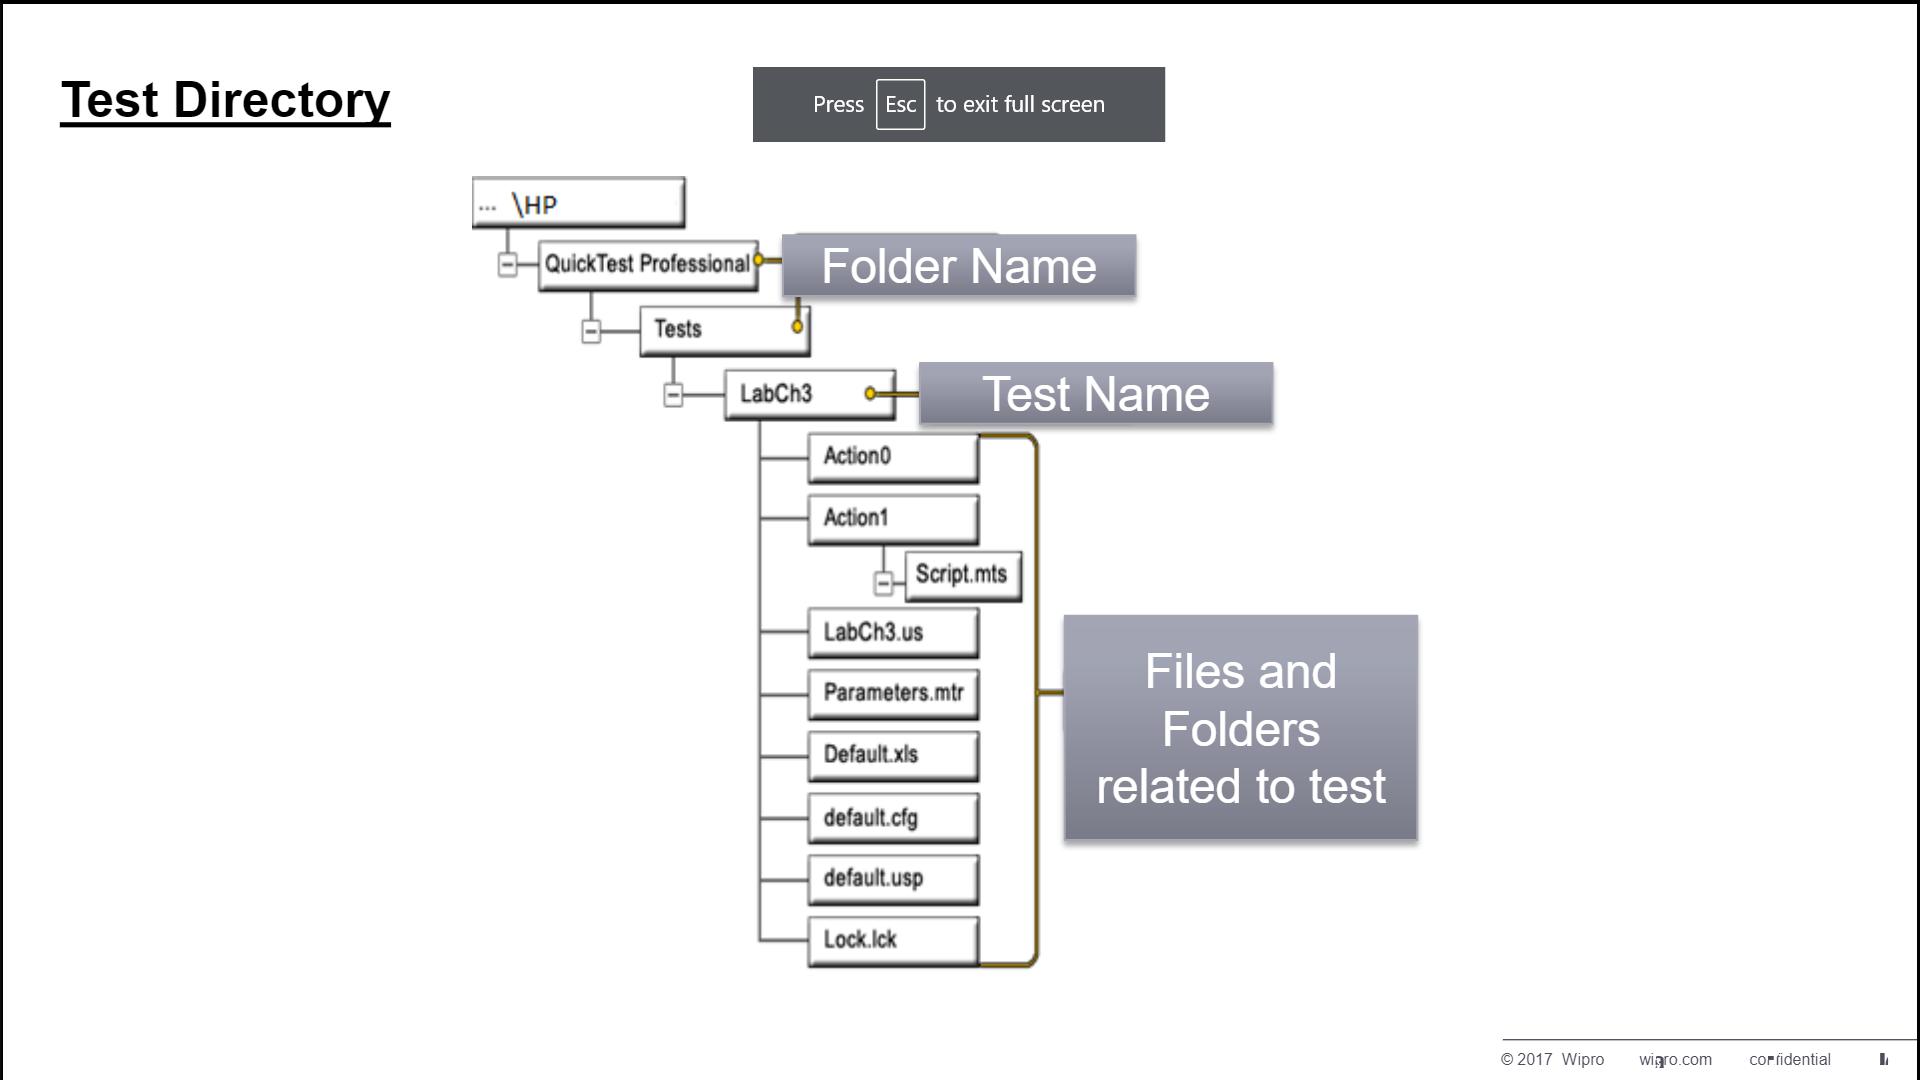 Test Directory
Press Esc to exit full screen
... \HP
QuickTest Professional
Folder Name
Tests
LabCh3
Test Name
Action0
Action1
Script.mts
LabCh3.us
Parameters.mtr
Default.xls
default.cfg
default.usp
Lock.lck
Files and
Folders
related to test
© 2017 Wipro wipro.com confidential